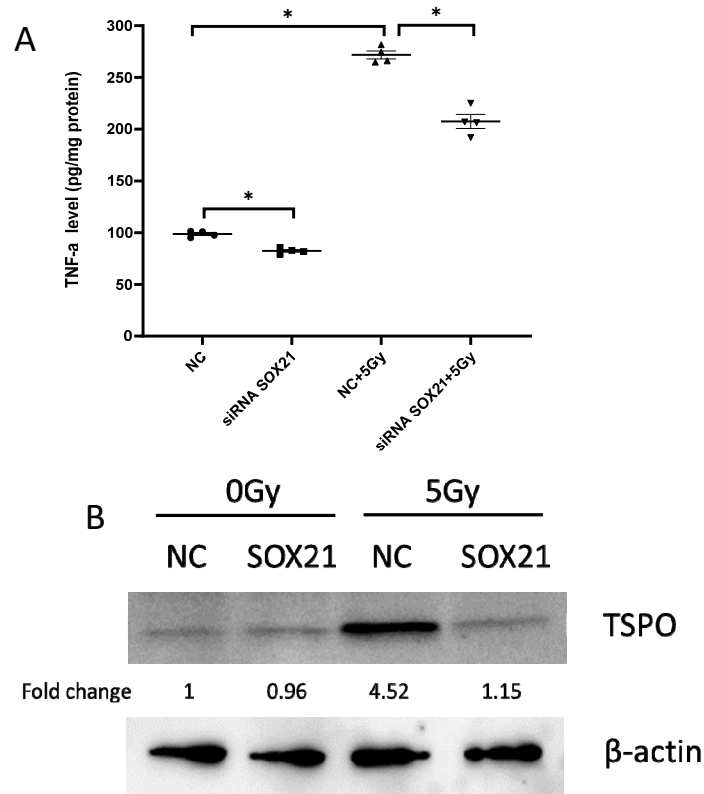 A
TNF-a level (pg/mg protein)
300
250
200
150
100
50
0
*
*
*
NC
siRNA SOX21
NC+5Gy
siRNA SOX21+5Gy
B
0Gy 5Gy
NC SOX21 NC SOX21
TSPO
Fold change 1 0.96 4.52 1.15
β-actin